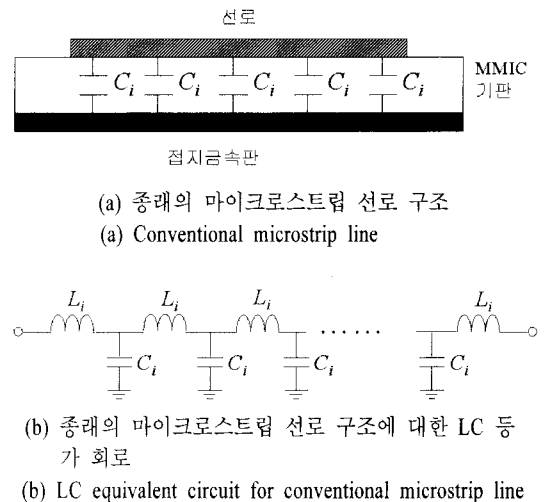 선로
C_i C_i C_i C_i C_i
MMIC
기판
접지금속판
(a) 종래의 마이크로스트립 선로 구조
(a) Conventional microstrip line
L_i L_i L_i L_i
......
C_i C_i C_i C_i
(b) 종래의 마이크로스트립 선로 구조에 대한 LC 등
가 회로
(b) LC equivalent circuit for conventional microstrip line